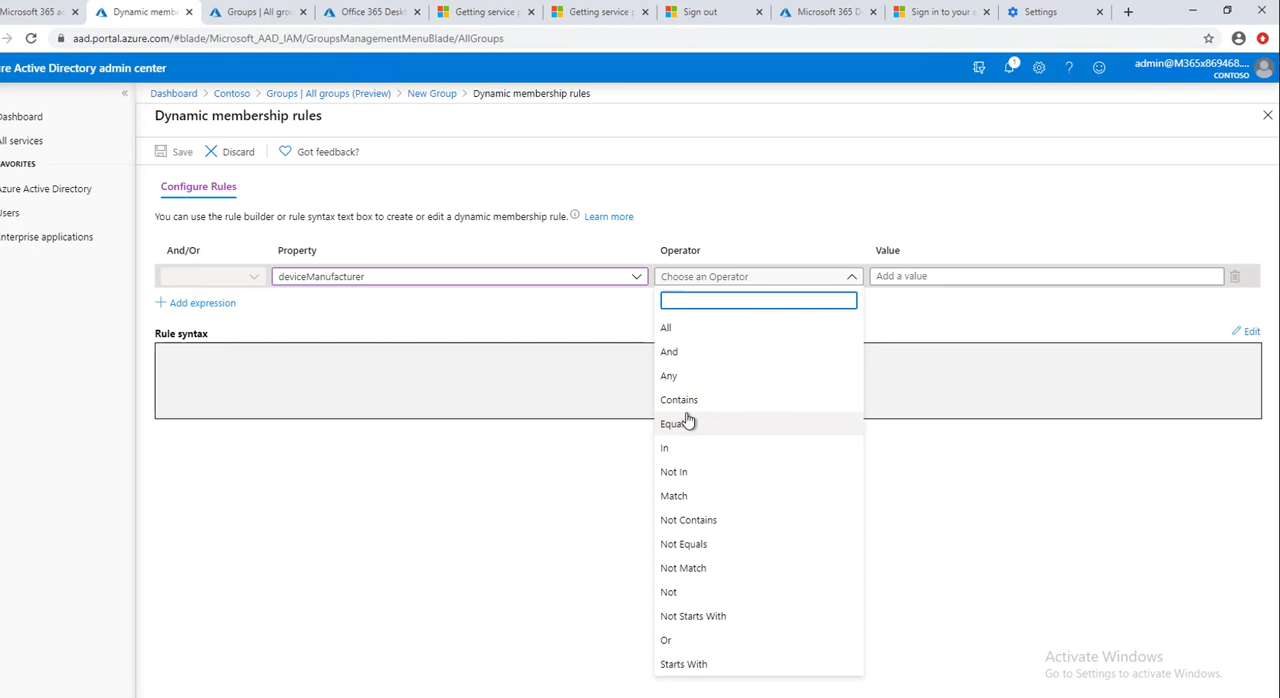 Microsoft 365 a
Dynamic memb
Groups | All gro
Office 365 Desk
Getting service p
Getting service p
Sign out
Microsoft 365 D
Sign in to your a
Settings
aad.portal.azure.com/#blade/Microsoft_AAD_IAM/GroupsManagementMenuBlade/AllGroups
re Active Directory admin center
1
admin@M365x869468....
CONTOSO
Dashboard > Contoso > Groups | All groups (Preview) > New Group > Dynamic membership rules
Dynamic membership rules
Save
Discard
Got feedback?
ashboard
ll services
AVORITES
zure Active Directory
sers
nterprise applications
Configure Rules
You can use the rule builder or rule syntax text box to create or edit a dynamic membership rule. Learn more
And/Or
Property
Operator
Value
deviceManufacturer
Choose an Operator
Add a value
Add expression
Rule syntax
Edit
All
And
Any
Contains
Equa
In
Not In
Match
Not Contains
Not Equals
Not Match
Not
Not Starts With
Or
Starts With
Activate Windows
Go to Settings to activate Windows.